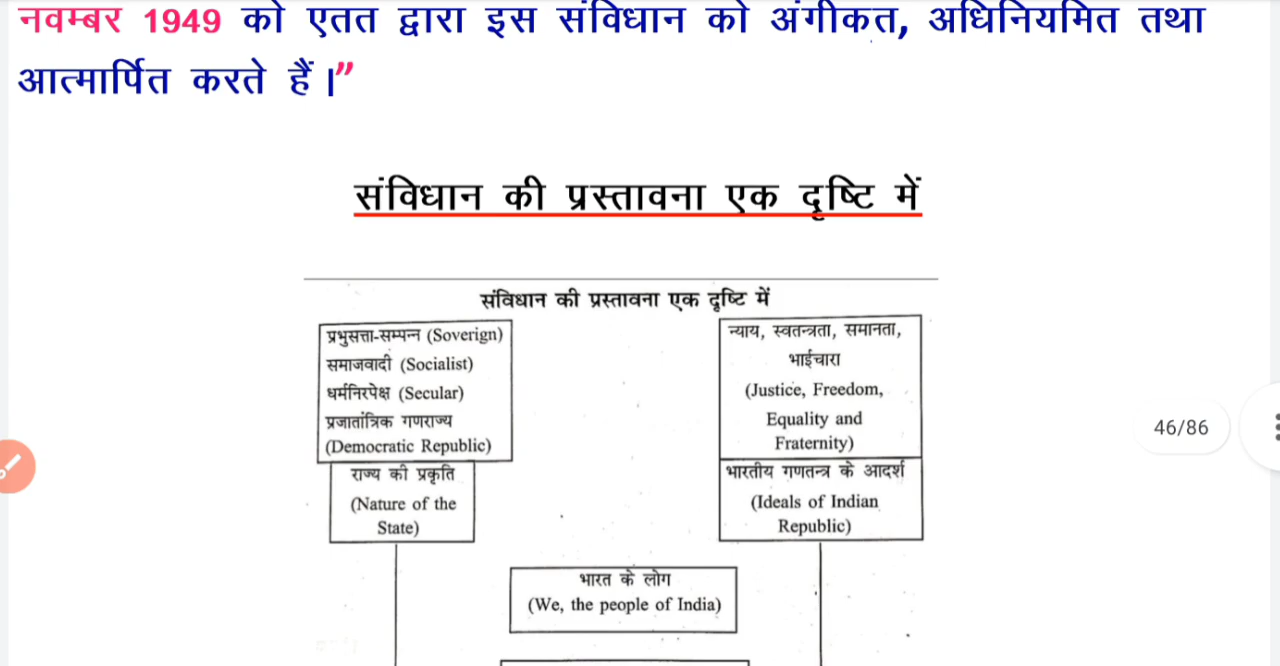 नवम्बर 1949 को एतत द्वारा इस संविधान को अंगीकत, अधिनियमित तथा
आत्मार्पित करते हैं।”
संविधान की प्रस्तावना एक दृष्टि में
संविधान की प्रस्तावना एक दृष्टि में
प्रभुसत्ता-सम्पन्न (Soverign)
समाजवादी (Socialist)
धर्मनिरपेक्ष (Secular)
प्रजातांत्रिक गणराज्य
(Democratic Republic)
राज्य की प्रकृति
(Nature of the
State)
न्याय, स्वतन्त्रता, समानता,
भाईचारा
(Justice, Freedom,
Equality and
Fraternity)
भारतीय गणतन्त्र के आदर्श
(Ideals of Indian
Republic)
46/86
भारत के लोग
(We, the people of India)